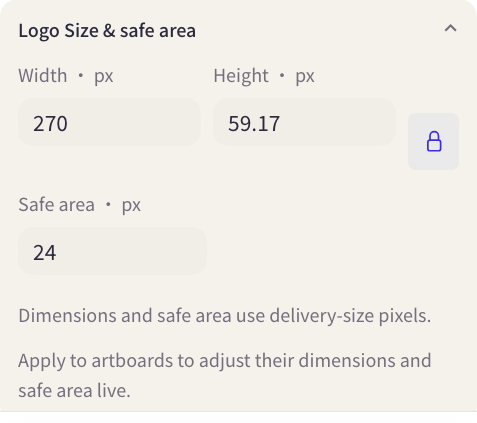 Logo Size & safe area
Width • px
Height • px
270
59.17
Safe area • px
24
Dimensions and safe area use delivery-size pixels.
Apply to artboards to adjust their dimensions and
safe area live.